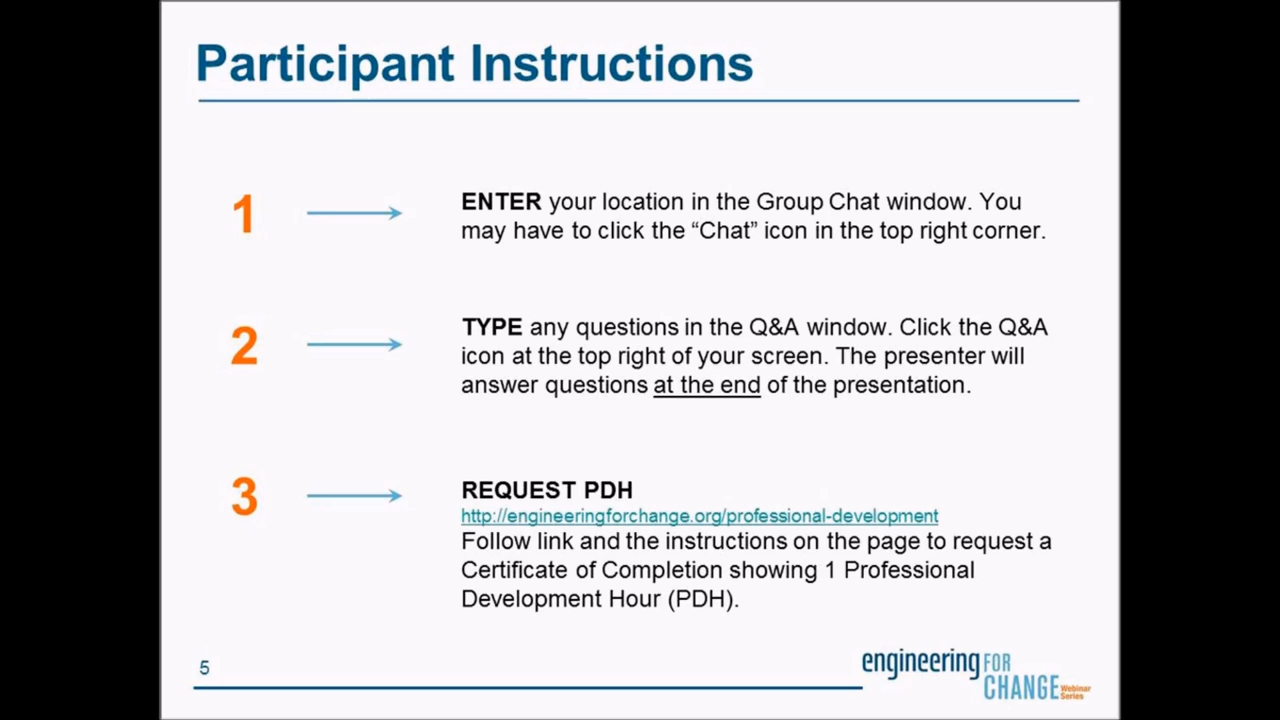 Participant Instructions
1
ENTER your location in the Group Chat window. You
may have to click the “Chat” icon in the top right corner.
2
TYPE any questions in the Q&A window. Click the Q&A
icon at the top right of your screen. The presenter will
answer questions at the end of the presentation.
3
REQUEST PDH
http://engineeringforchange.org/professional-development
Follow link and the instructions on the page to request a
Certificate of Completion showing 1 Professional
Development Hour (PDH).
5
engineering FOR
CHANGE Webinar
Series